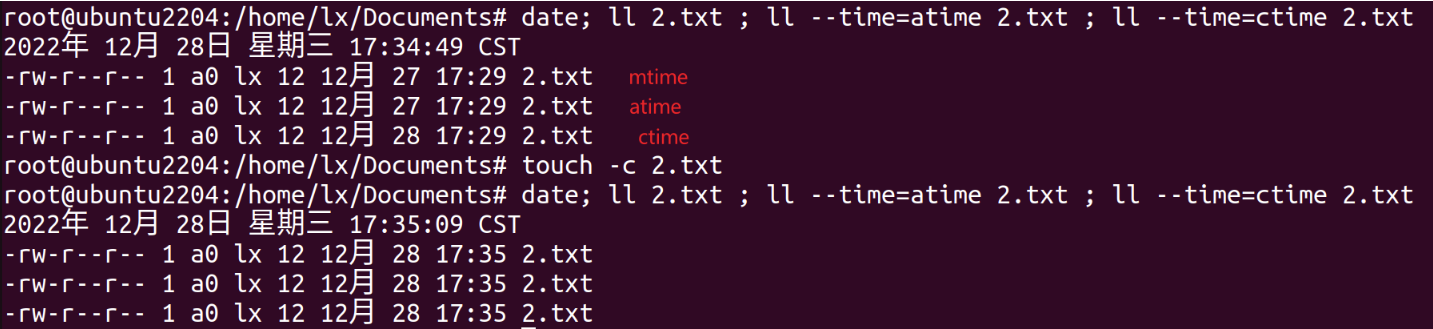 root@ubuntu2204:/home/lx/Documents# date; ll 2.txt ; ll --time=atime 2.txt ; ll --time=ctime 2.txt
2022年 12月 28日 星期三 17:34:49 CST
-rw-r--r-- 1 a0 lx 12 12月 27 17:29 2.txt mtime
-rw-r--r-- 1 a0 lx 12 12月 27 17:29 2.txt atime
-rw-r--r-- 1 a0 lx 12 12月 28 17:29 2.txt ctime
root@ubuntu2204:/home/lx/Documents# touch -c 2.txt
root@ubuntu2204:/home/lx/Documents# date; ll 2.txt ; ll --time=atime 2.txt ; ll --time=ctime 2.txt
2022年 12月 28日 星期三 17:35:09 CST
-rw-r--r-- 1 a0 lx 12 12月 28 17:35 2.txt
-rw-r--r-- 1 a0 lx 12 12月 28 17:35 2.txt
-rw-r--r-- 1 a0 lx 12 12月 28 17:35 2.txt